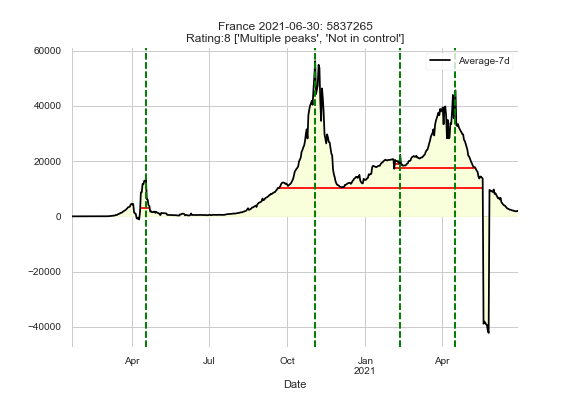 France 2021-06-30: 5837265
Rating:8 ['Multiple peaks', 'Not in control']
60000
Average-7d
40000
20000
0
−20000
−40000
Apr Jul Oct Jan Apr
2021
Date